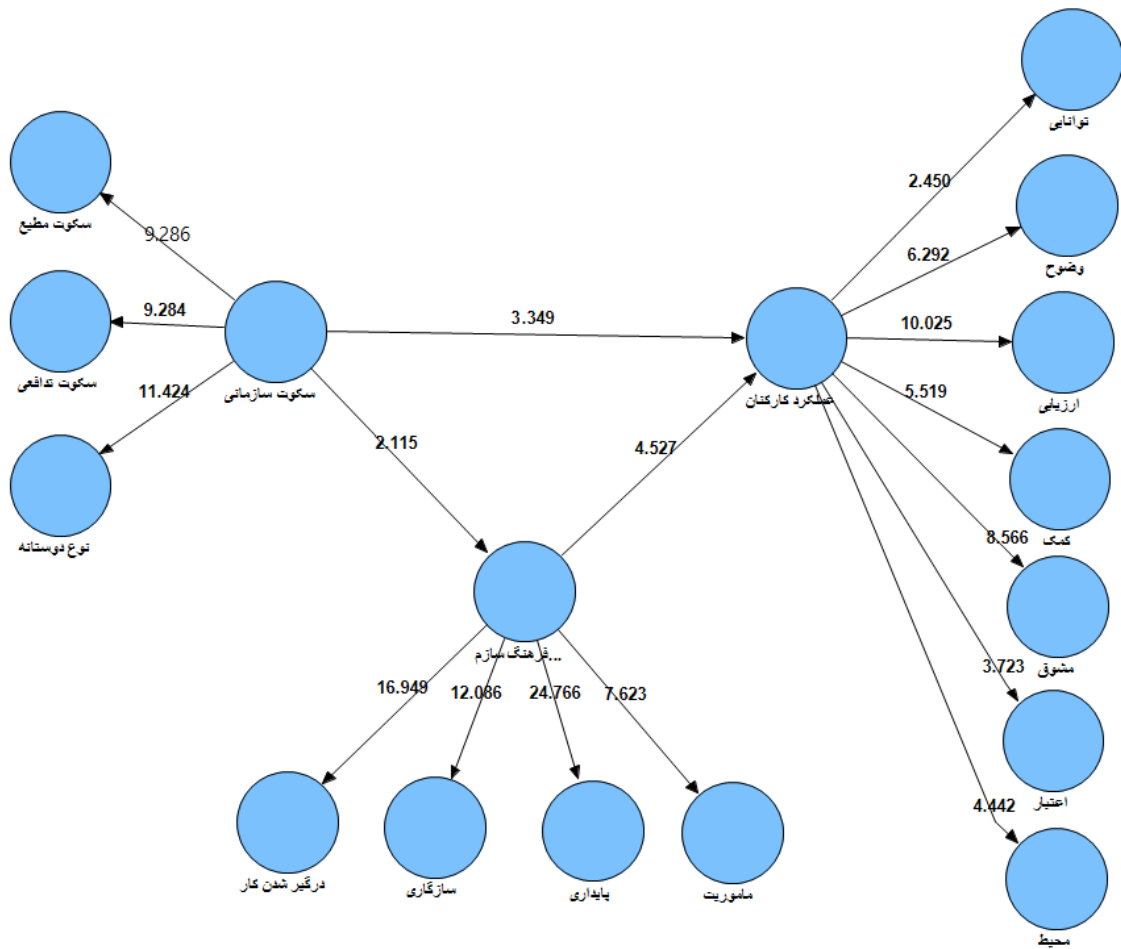 توانایی
2.450
سکوت مطیع
9.286
وضوح
6.292
سکوت تدافعی
9.284
سکوت سازمانی
3.349
عملکرد کارکنان
10.025
ارزیابی
11.424
نوع دوستانه
2.115
4.527
5.519
کمک
8.566
مشوق
فرهنگ سازم...
16.949
12.086
24.766
7.623
3.723
اعتبار
درگیر شدن کار
سازگاری
پایداری
ماموریت
4.442
محیط